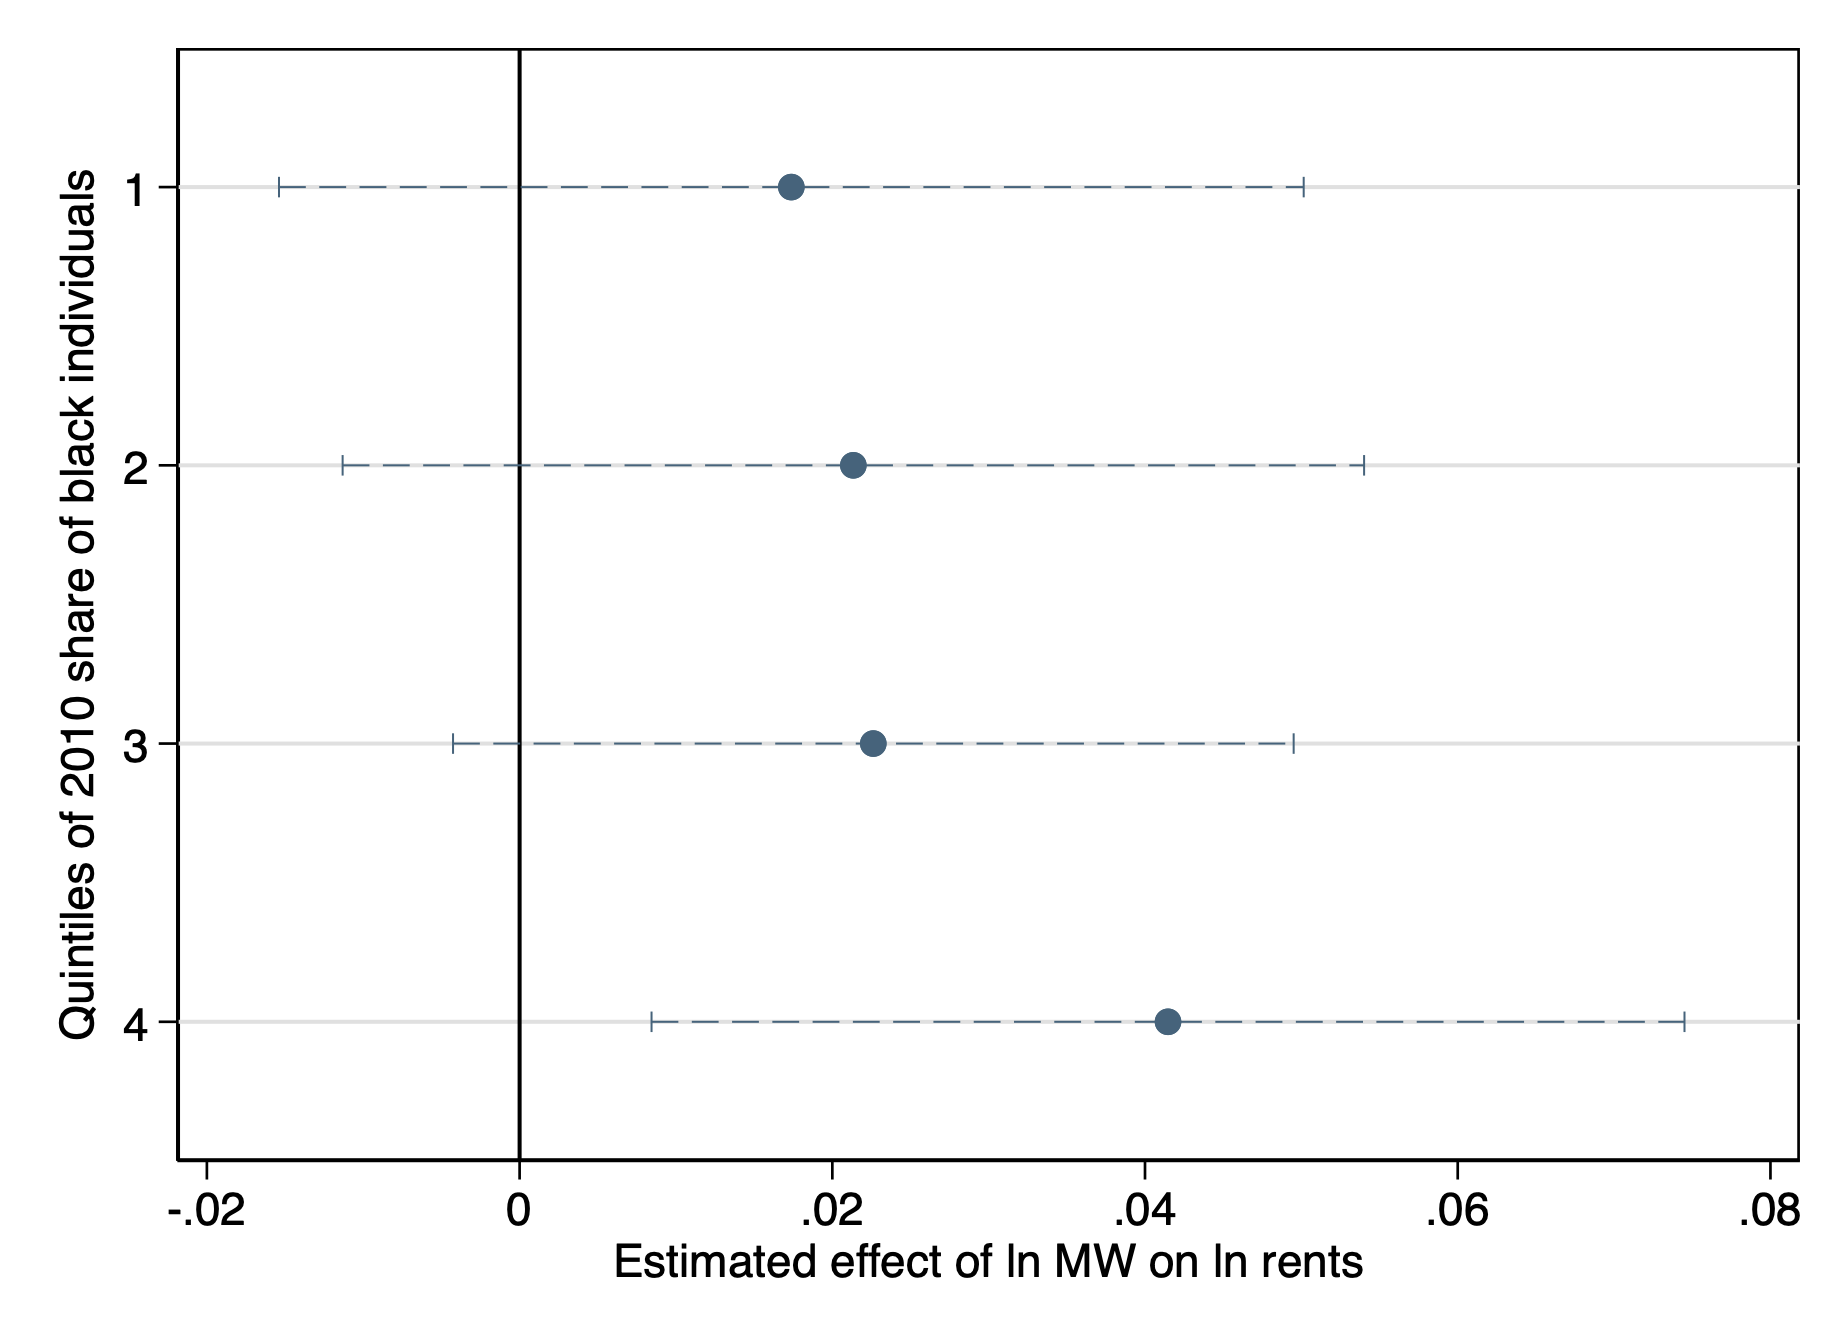 Quintiles of 2010 share of black individuals
1
2
3
4
-.02 0 .02 .04 .06 .08
Estimated effect of ln MW on ln rents